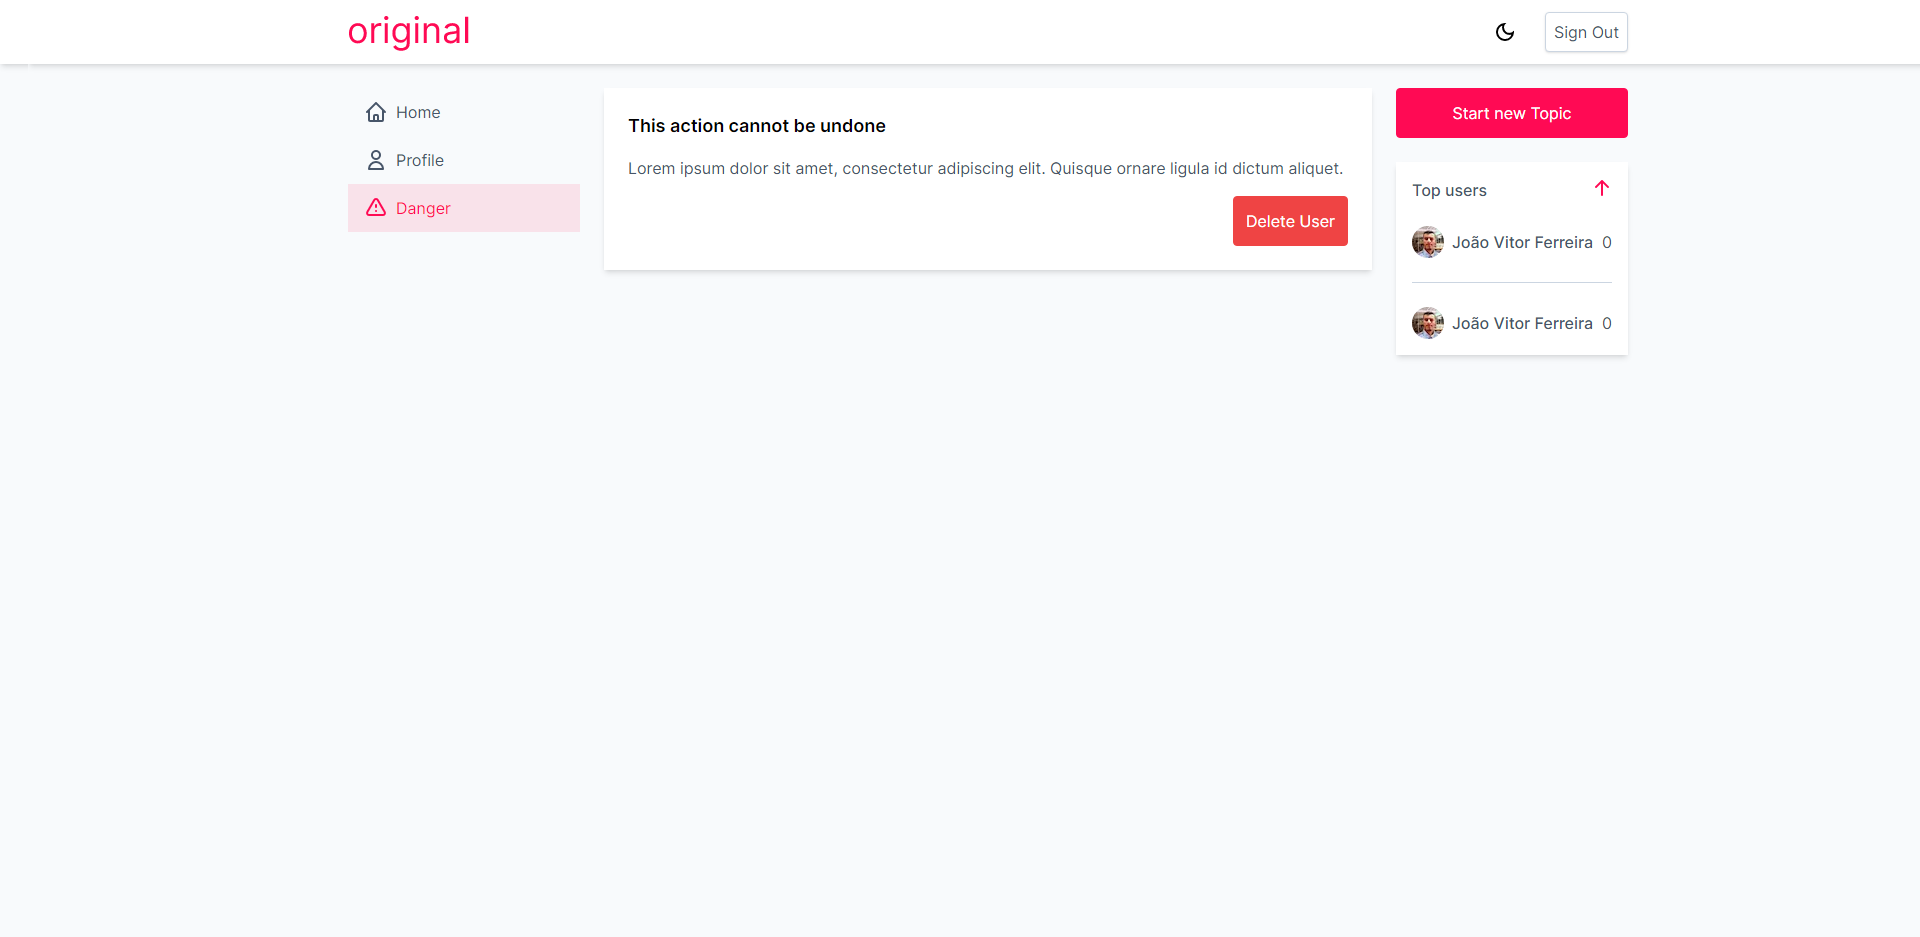 original
Sign Out
Home
Profile
Danger
This action cannot be undone
Lorem ipsum dolor sit amet, consectetur adipiscing elit. Quisque ornare ligula id dictum aliquet.
Delete User
Start new Topic
Top users
João Vitor Ferreira 0
João Vitor Ferreira 0